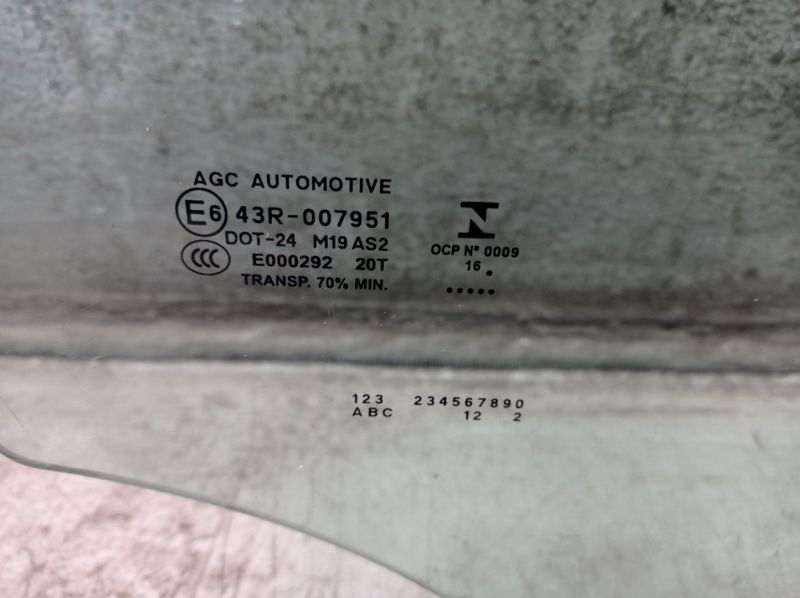 AGC AUTOMOTIVE
E6 43R-007951
DOT-24 M19 AS2
CCC E000292 20T
TRANSP. 70% MIN.
N
OCP Nº 0009
16 .
.....
123 234567890
ABC 12 2